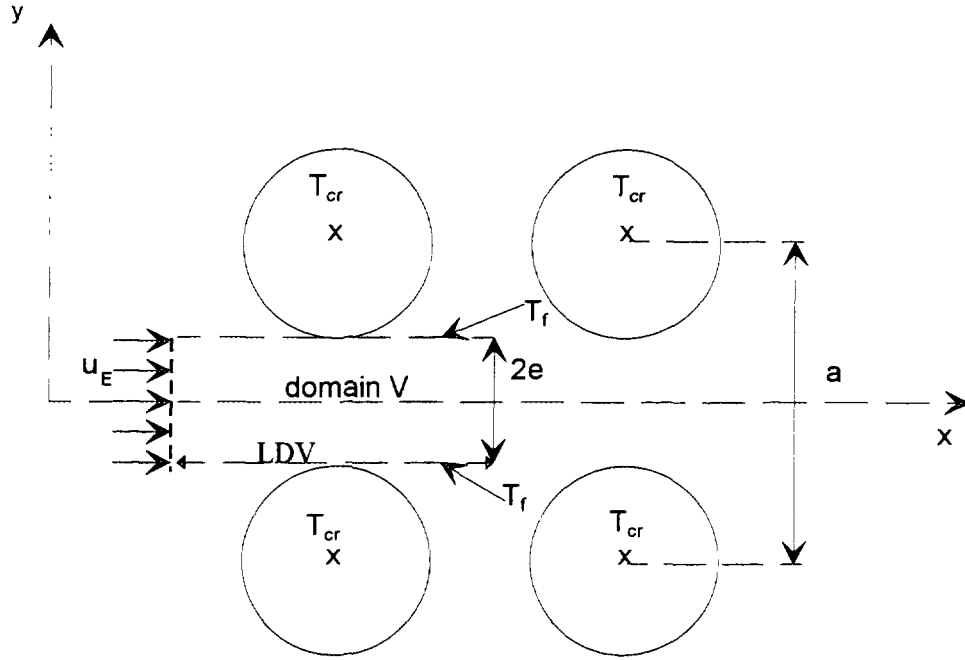 y
T_cr
x
T_cr
x
T_f
u_E
domain V
2e
a
x
LDV
T_f
T_cr
x
T_cr
x